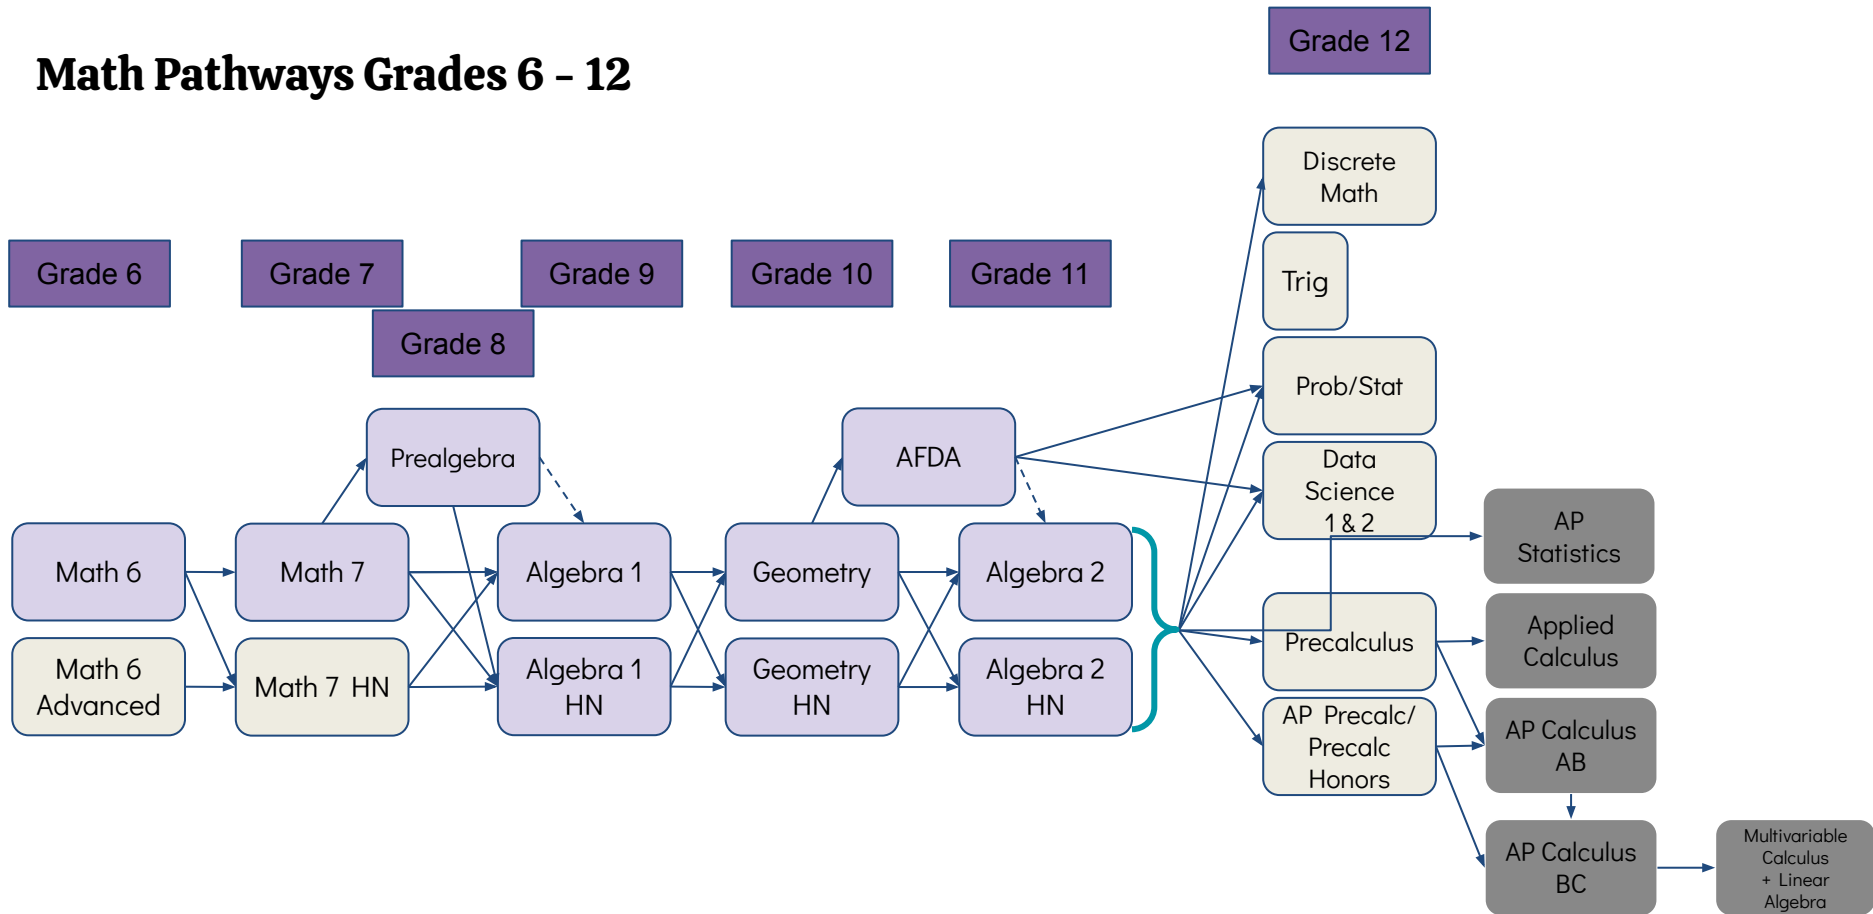 Math Pathways Grades 6 - 12
Grade 12
Grade 6
Grade 7
Grade 8
Grade 9
Grade 10
Grade 11
Prealgebra
AFDA
Math 6
Math 7
Algebra 1
Geometry
Algebra 2
Math 6
Advanced
Math 7 HN
Algebra 1
HN
Geometry
HN
Algebra 2
HN
Discrete
Math
Trig
Prob/Stat
Data
Science
1 & 2
Precalculus
AP Precalc/
Precalc
Honors
AP
Statistics
Applied
Calculus
AP Calculus
AB
AP Calculus
BC
Multivariable
Calculus
+ Linear
Algebra